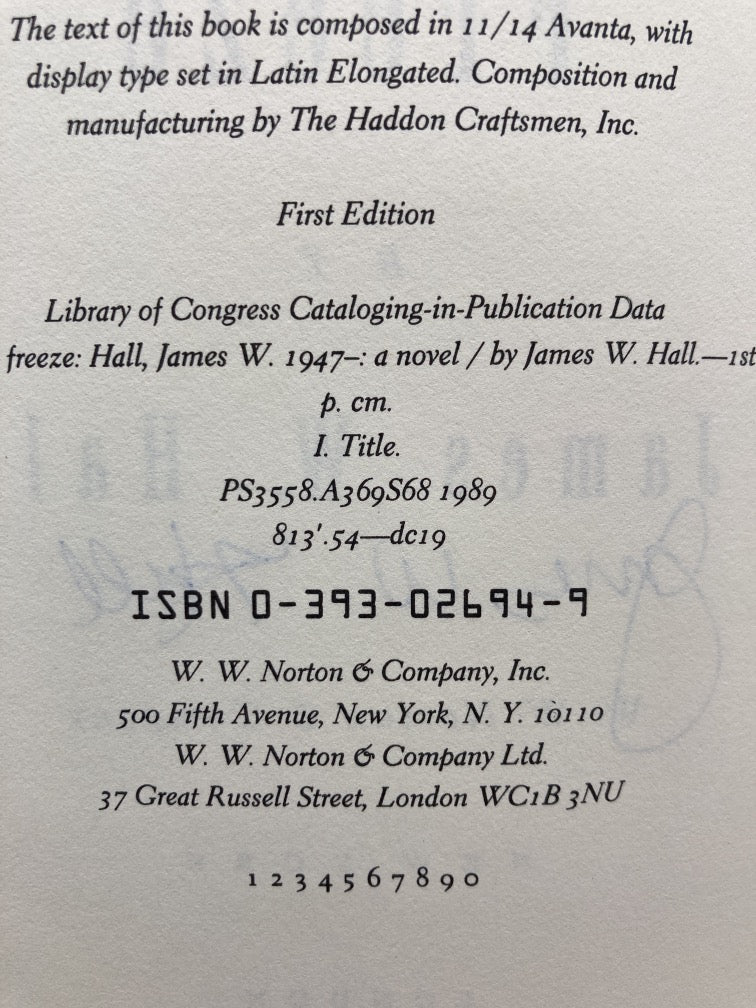 The text of this book is composed in 11/14 Avanta, with
display type set in Latin Elongated. Composition and
manufacturing by The Haddon Craftsmen, Inc.
First Edition
Library of Congress Cataloging-in-Publication Data
freeze: Hall, James W. 1947–: a novel / by James W. Hall.—1st
p. cm.
I. Title.
PS3558.A369S68 1989
813'.54—dc19
ISBN 0-393-02694-9
W. W. Norton & Company, Inc.
500 Fifth Avenue, New York, N. Y. 10110
W. W. Norton & Company Ltd.
37 Great Russell Street, London WC1B 3NU
1 2 3 4 5 6 7 8 9 0